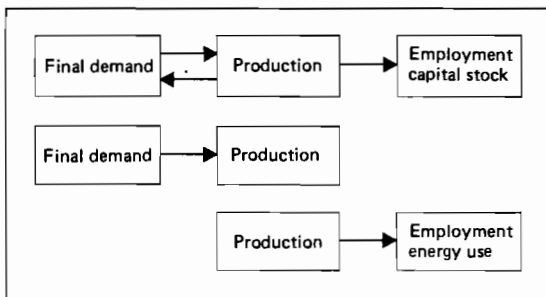 Final demand
Production
Employment
capital stock
Final demand
Production
Production
Employment
energy use